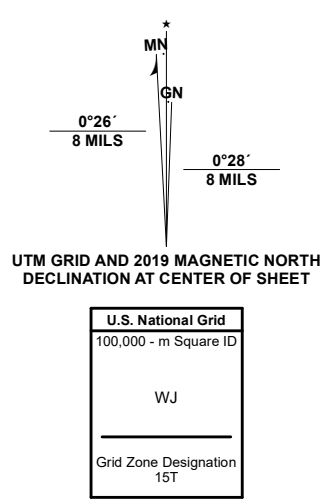 MN
GN
0°26´
8 MILS
0°28´
8 MILS
UTM GRID AND 2019 MAGNETIC NORTH
DECLINATION AT CENTER OF SHEET
U.S. National Grid
100,000 - m Square ID
WJ
Grid Zone Designation
15T